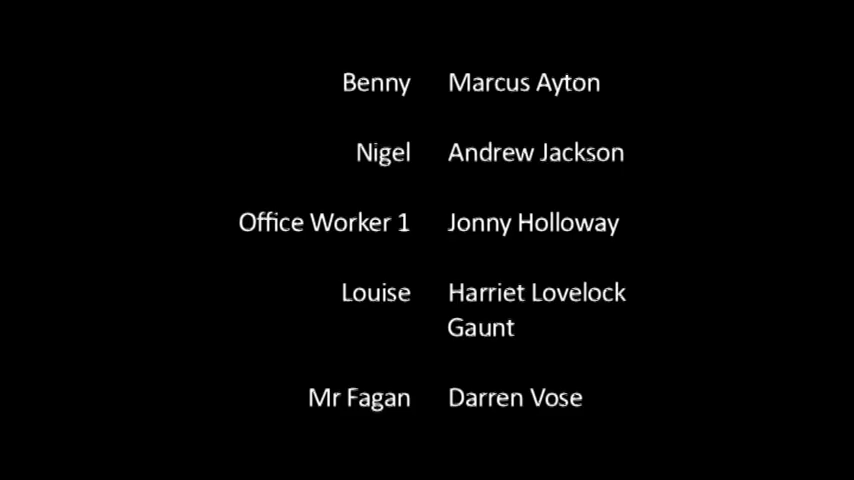 Benny Marcus Ayton
Nigel Andrew Jackson
Office Worker 1 Jonny Holloway
Louise Harriet Lovelock
Gaunt
Mr Fagan Darren Vose